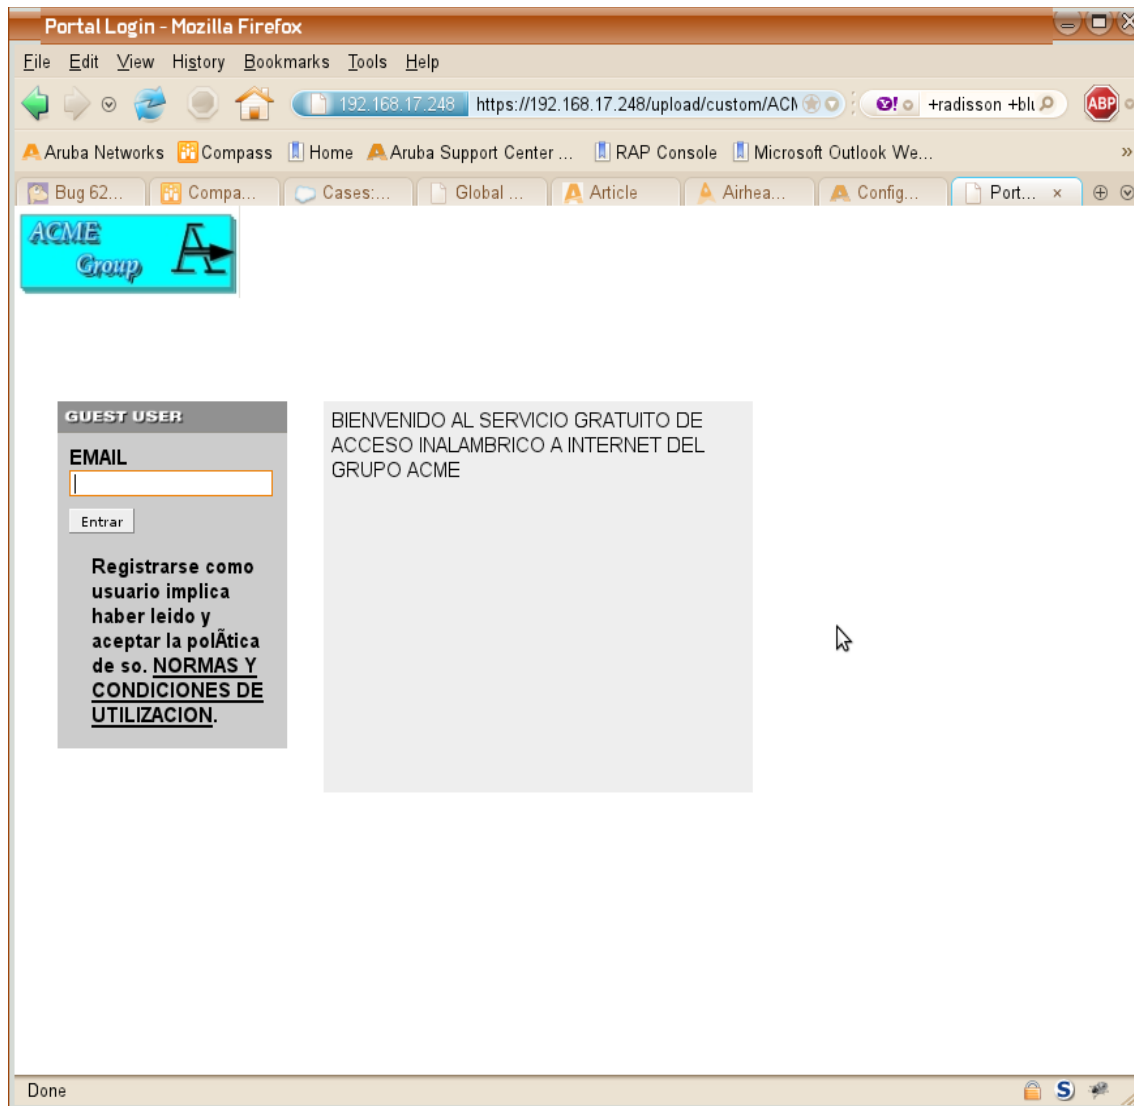 Portal Login - Mozilla Firefox
File Edit View History Bookmarks Tools Help
192.168.17.248 https://192.168.17.248/upload/custom/ACM +radisson +blu ABP
Aruba Networks Compass Home Aruba Support Center ... RAP Console Microsoft Outlook We... »
Bug 62... Compa... Cases:... Global ... Article Airhea... Config... Port...
ACME
Group
GUEST USER
EMAIL
Entrar
Registrarse como
usuario implica
haber leido y
aceptar la polÃtica
de so. NORMAS Y
CONDICIONES DE
UTILIZACION.
BIENVENIDO AL SERVICIO GRATUITO DE
ACCESO INALAMBRICO A INTERNET DEL
GRUPO ACME
Done